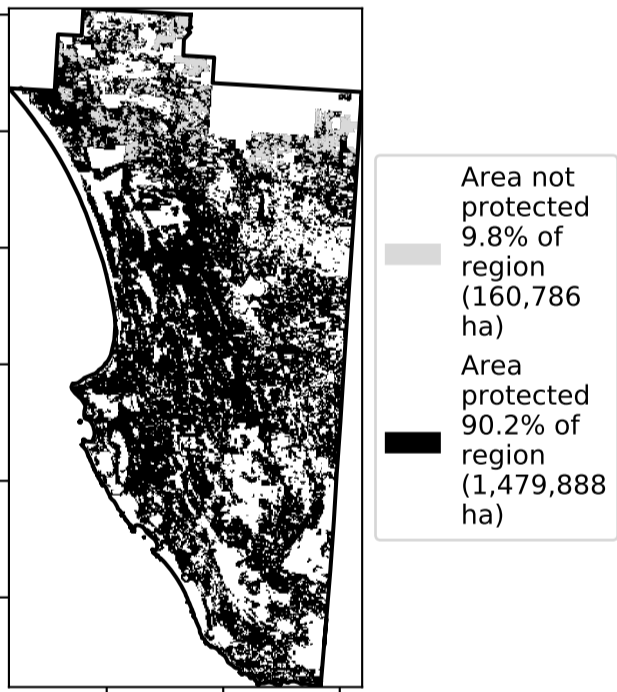 Area not
protected
9.8% of
region
(160,786
ha)
Area
protected
90.2% of
region
(1,479,888
ha)